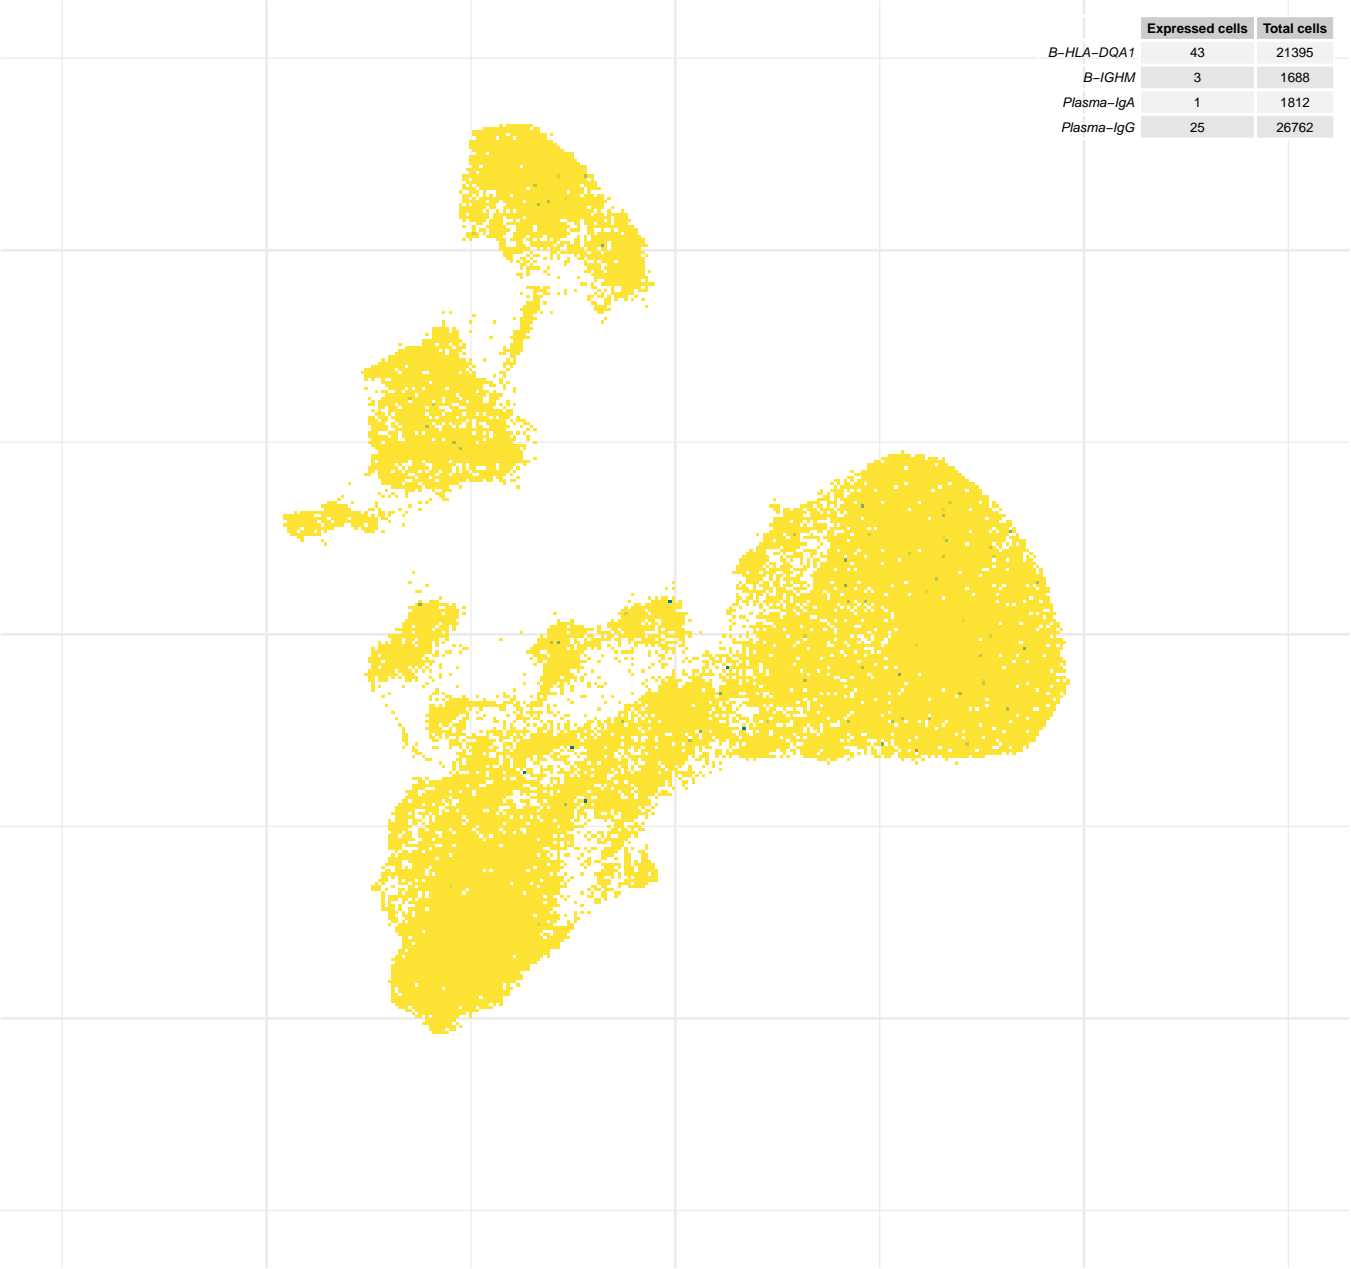 Expressed cells Total cells
B−HLA−DQA1 43 21395
B−IGHM 3 1688
Plasma−IgA 1 1812
Plasma−IgG 25 26762